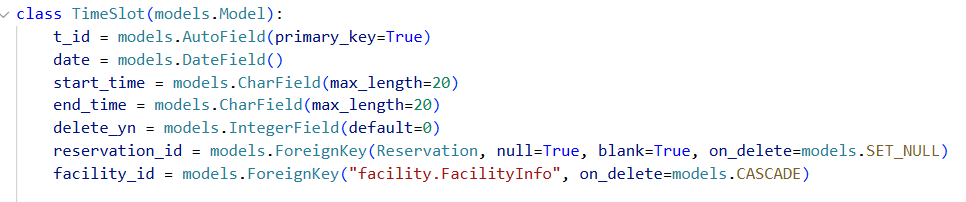 class TimeSlot(models.Model):
    t_id = models.AutoField(primary_key=True)
    date = models.DateField()
    start_time = models.CharField(max_length=20)
    end_time = models.CharField(max_length=20)
    delete_yn = models.IntegerField(default=0)
    reservation_id = models.ForeignKey(Reservation, null=True, blank=True, on_delete=models.SET_NULL)
    facility_id = models.ForeignKey("facility.FacilityInfo", on_delete=models.CASCADE)